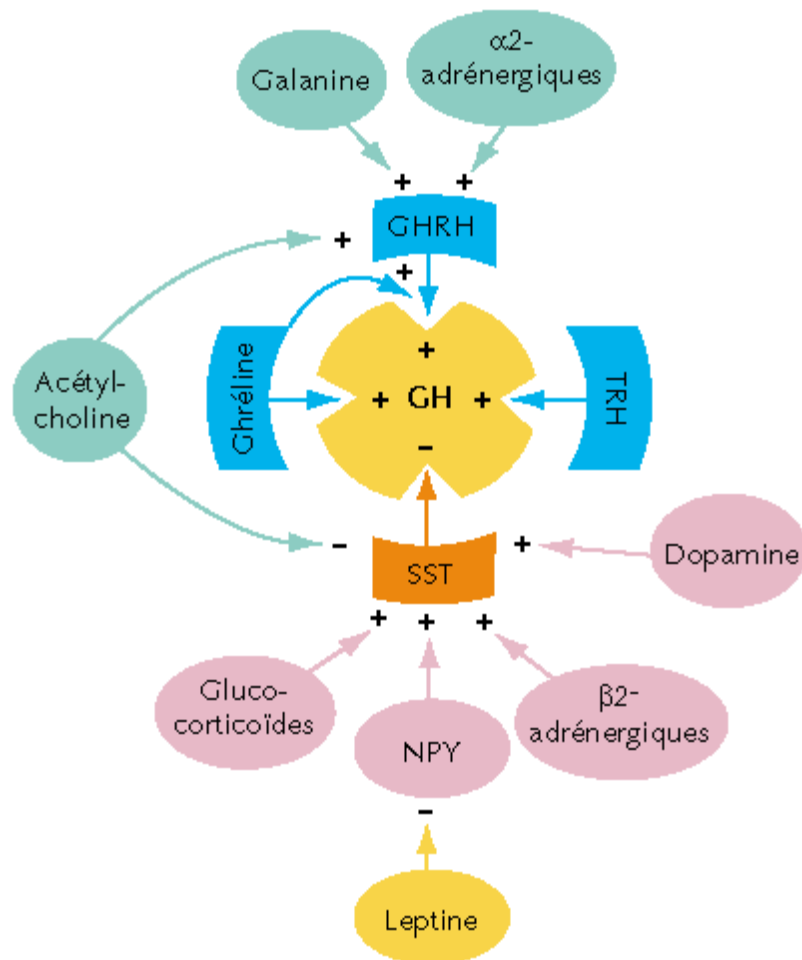 α2-
adrénergiques
Galanine
+ +
GHRH
+
+
Acétyl-
choline
Ghréline
+
+ GH +
-
TRH
- +
SST
Dopamine
+ + +
Gluco-
corticoïdes
NPY
β2-
adrénergiques
-
Leptine